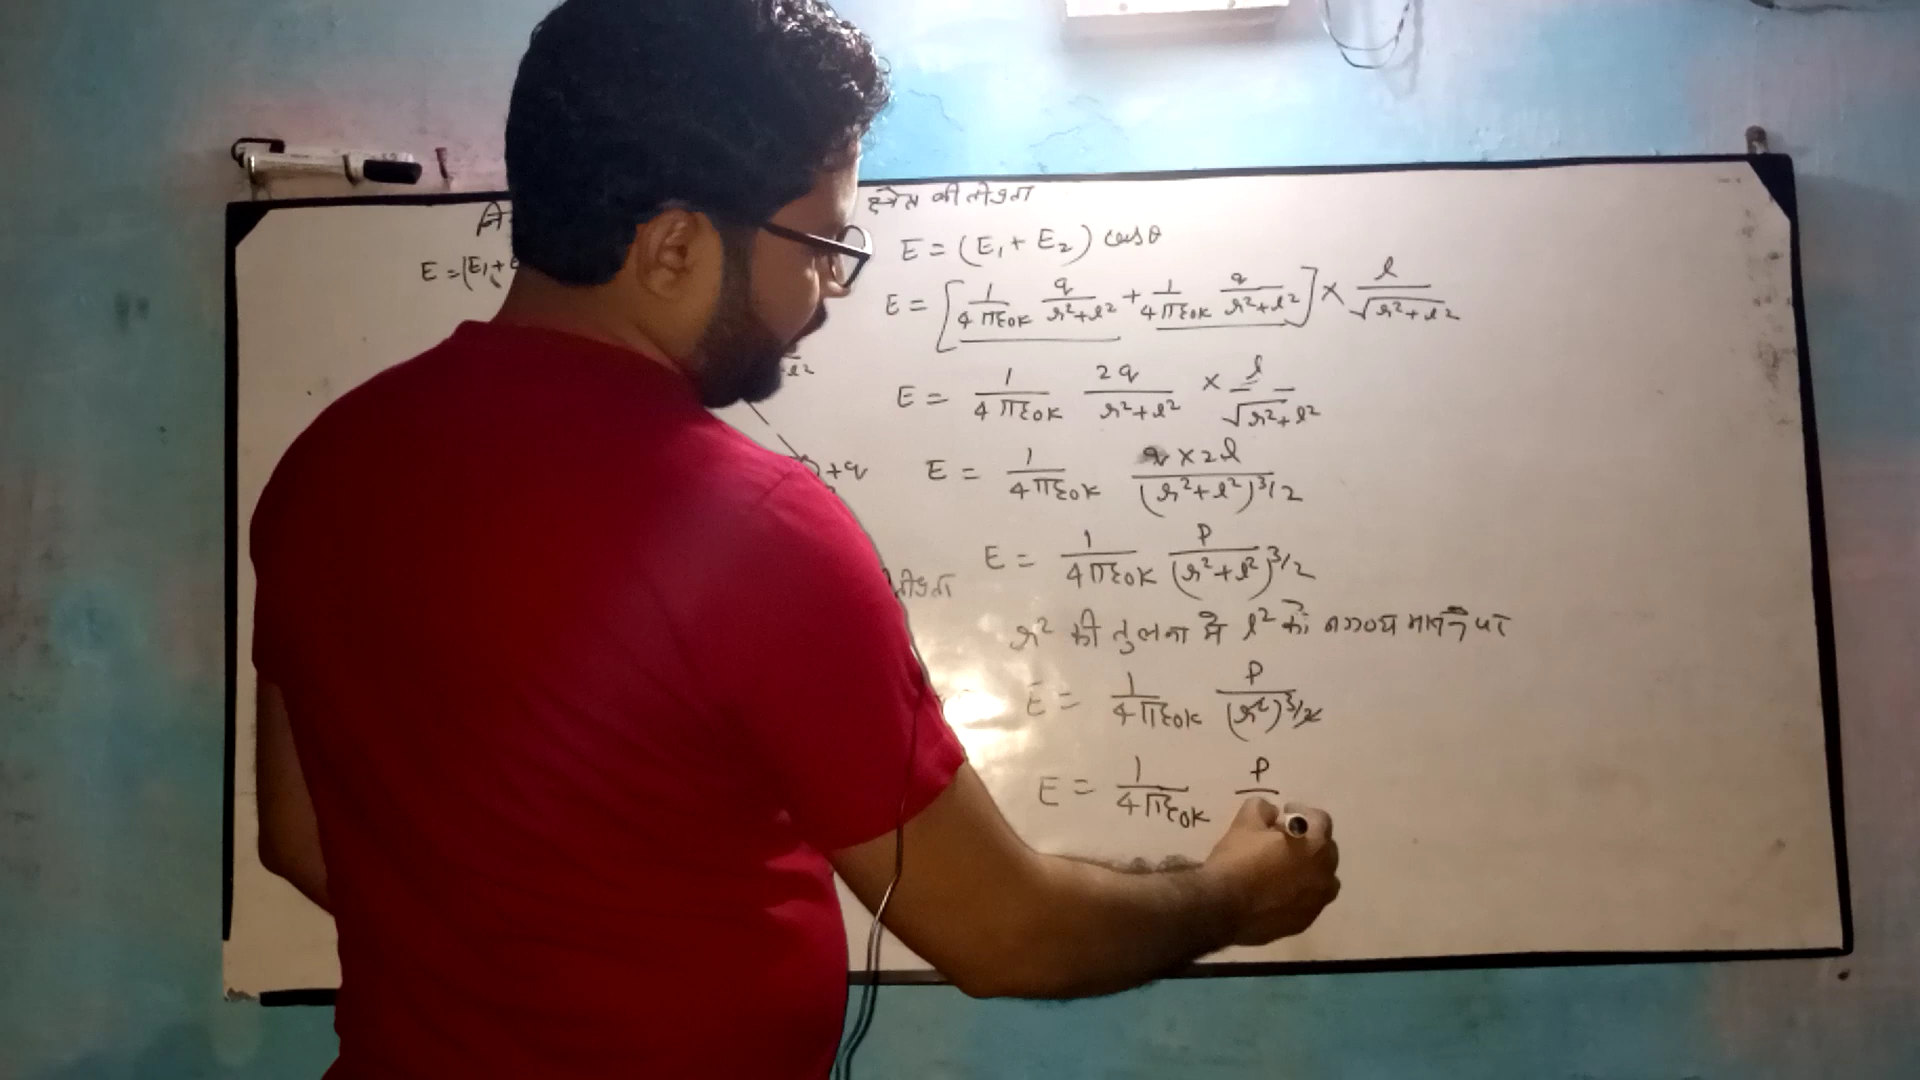 क्षेत्र की तीव्रता
E = (E₁+
E = (E₁ + E₂) cosθ
E = [1/4πε₀K q/r²+l² + 1/4πε₀K q/r²+l²] × l/√r²+l²
E = 1/4πε₀K 2q/r²+l² × l/√r²+l²
+q
E = 1/4πε₀K q×2l/(r²+l²)^3/2
E = 1/4πε₀K P/(r²+l²)^3/2
तीव्रता
r² की तुलना में l² को नगण्य मानने पर
E = 1/4πε₀K P/(r²)^3/2
E = 1/4πε₀K P